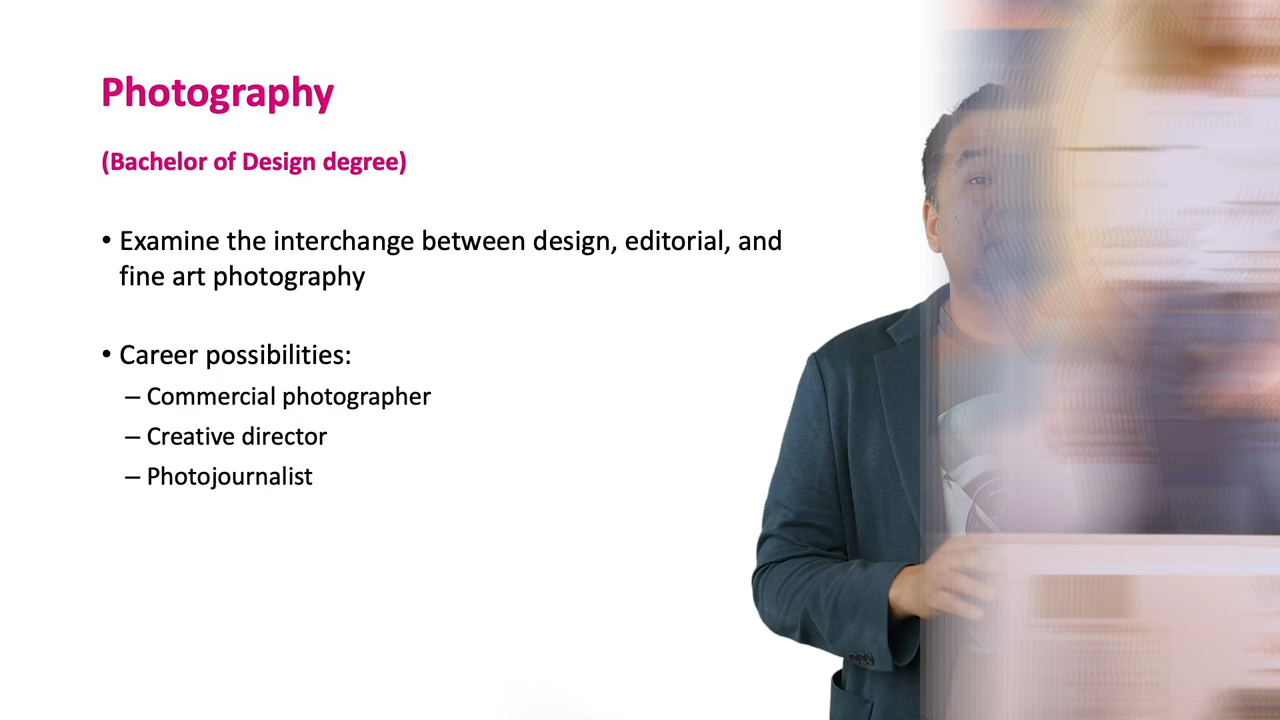 Photography
(Bachelor of Design degree)
• Examine the interchange between design, editorial, and
fine art photography
• Career possibilities:
– Commercial photographer
– Creative director
– Photojournalist